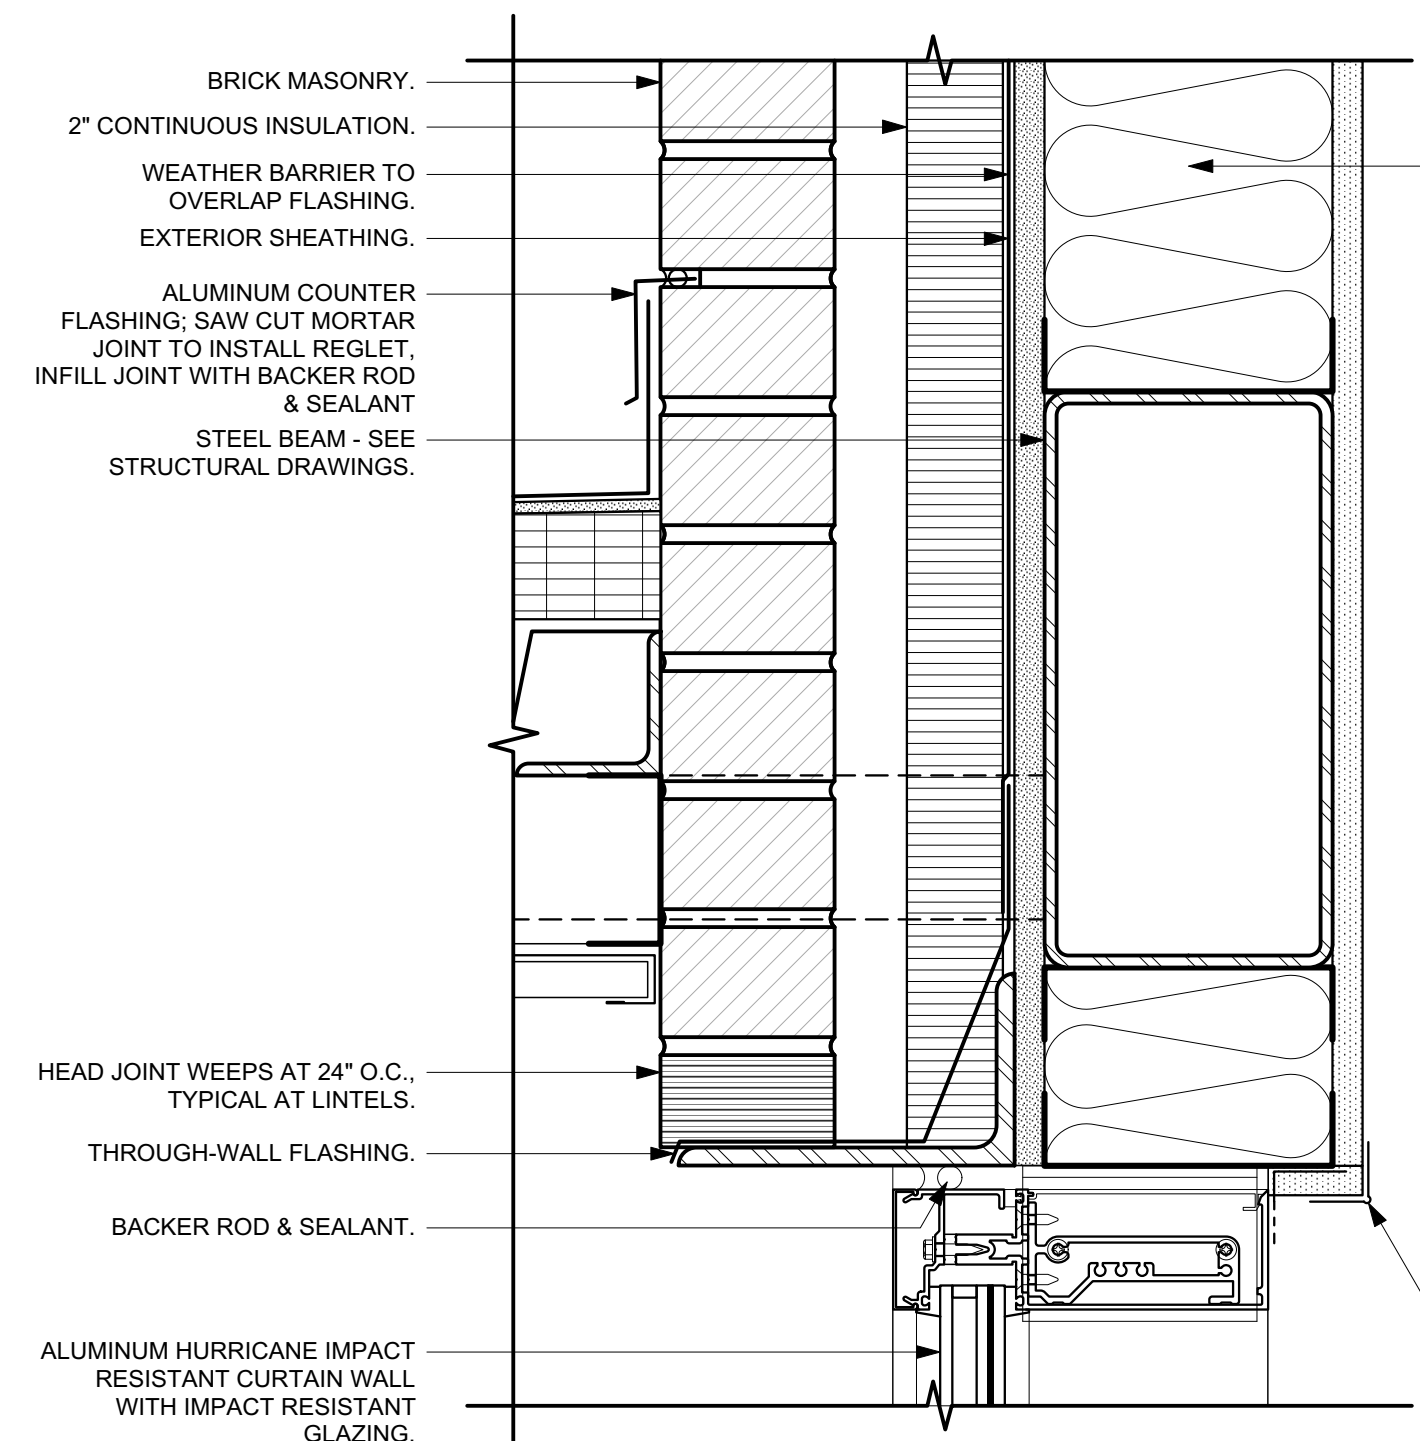 BRICK MASONRY.
2" CONTINUOUS INSULATION.
WEATHER BARRIER TO
OVERLAP FLASHING.
EXTERIOR SHEATHING.
ALUMINUM COUNTER
FLASHING; SAW CUT MORTAR
JOINT TO INSTALL REGLET,
INFILL JOINT WITH BACKER ROD
& SEALANT
STEEL BEAM - SEE
STRUCTURAL DRAWINGS.
HEAD JOINT WEEPS AT 24" O.C.,
TYPICAL AT LINTELS.
THROUGH-WALL FLASHING.
BACKER ROD & SEALANT.
ALUMINUM HURRICANE IMPACT
RESISTANT CURTAIN WALL
WITH IMPACT RESISTANT
GLAZING.